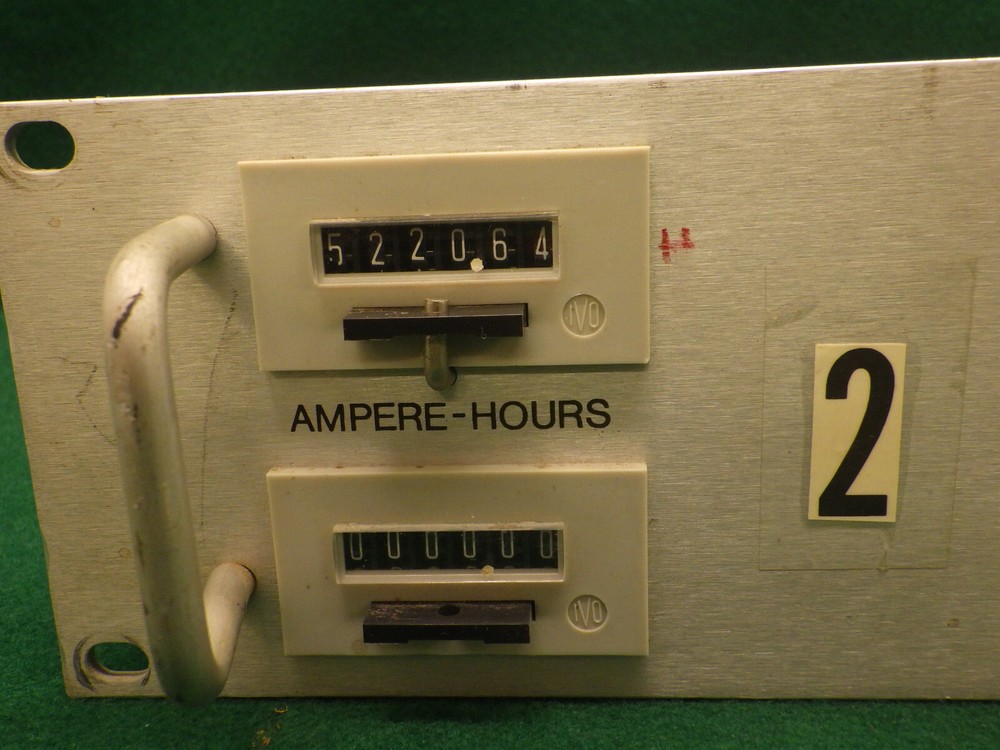 522064
IVO
H
AMPERE-HOURS
2
000000
IVO